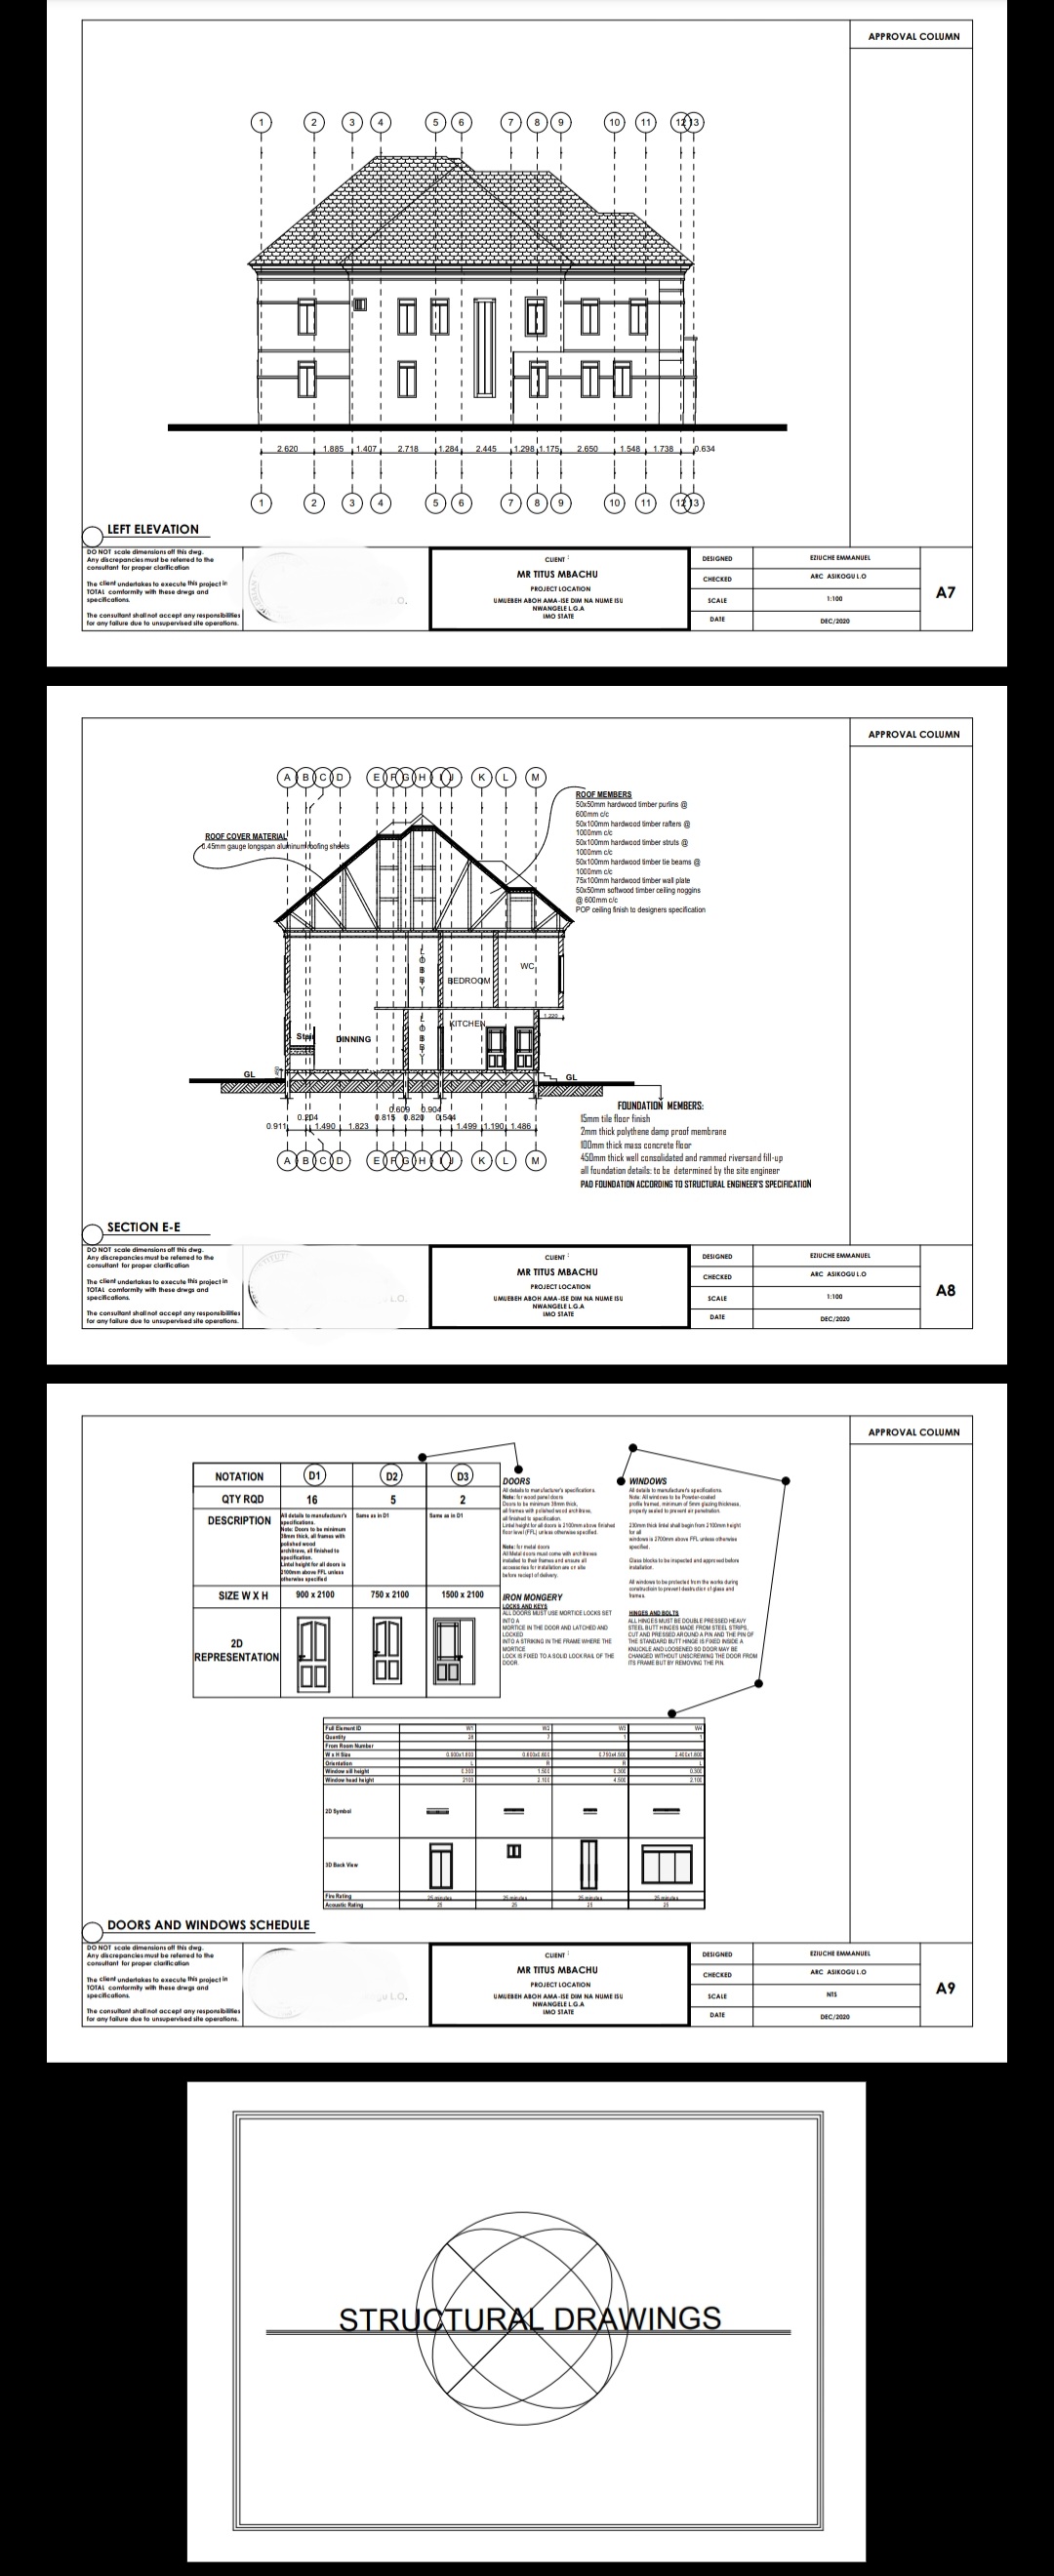 APPROVAL COLUMN
1 2 3 4 5 6 7 8 9 10 11 12 13
2.620 1.885 1.407 2.718 1.284 2.445 1.298 1.175 2.650 1.548 1.738 0.634
1 2 3 4 5 6 7 8 9 10 11 12 13
LEFT ELEVATION
DO NOT scale dimensions off this dwg.
Any discrepancies must be referred to the
consultant for proper clarification
The client undertakes to execute this project in
TOTAL comformity with these drwgs and
specifications.
The consultant shall not accept any responsibilities
for any failure due to unsupervised site operations.
CLIENT :
MR TITUS MBACHU
PROJECT LOCATION
UMUEBEH ABOH AMA-ISE DIM NA NUME ISU
NWANGELE L.G.A
IMO STATE
DESIGNED EZIUCHE EMMANUEL
CHECKED ARC ASIKOGU I.O
SCALE 1:100
DATE DEC/2020
A7
APPROVAL COLUMN
A B C D E F G H I J K L M
ROOF MEMBERS
50x50mm hardwood timber purlins @
600mm c/c
50x100mm hardwood timber rafters @
1000mm c/c
50x100mm hardwood timber struts @
1000mm c/c
50x100mm hardwood timber tie beams @
1000mm c/c
75x100mm hardwood timber wall plate
50x50mm softwood timber ceiling noggins
@ 600mm c/c
POP ceiling finish to designers specification
ROOF COVER MATERIAL
0.45mm gauge longspan aluminum roofing sheets
LOBBY
BEDROOM
WC
LOBBY
KITCHEN
1.220
Stair
DINNING
GL
GL
0.609 0.904
0.204 0.815 0.820 0.544
0.911 1.490 1.823 1.499 1.190 1.486
A B C D E F G H I J K L M
FOUNDATION MEMBERS:
15mm tile floor finish
2mm thick polythene damp proof membrane
100mm thick mass concrete floor
450mm thick well consolidated and rammed riversand fill-up
all foundation details: to be determined by the site engineer
PAD FOUNDATION ACCORDING TO STRUCTURAL ENGINEER'S SPECIFICATION
SECTION E-E
DO NOT scale dimensions off this dwg.
Any discrepancies must be referred to the
consultant for proper clarification
The client undertakes to execute this project in
TOTAL comformity with these drwgs and
specifications.
The consultant shall not accept any responsibilities
for any failure due to unsupervised site operations.
CLIENT :
MR TITUS MBACHU
PROJECT LOCATION
UMUEBEH ABOH AMA-ISE DIM NA NUME ISU
NWANGELE L.G.A
IMO STATE
DESIGNED EZIUCHE EMMANUEL
CHECKED ARC ASIKOGU I.O
SCALE 1:100
DATE DEC/2020
A8
APPROVAL COLUMN
NOTATION D1 D2 D3
QTY RQD 16 5 2
DESCRIPTION
All details to manufacturer's
specifications.
Note: Doors to be minimum
38mm thick, all frames with
polished wood
architrave, all finished to
specification.
Lintel height for all doors is
2100mm above FFL unless
otherwise specified
Same as in D1
Same as in D1
SIZE W X H 900 x 2100 750 x 2100 1500 x 2100
2D
REPRESENTATION
DOORS
All details to manufacturer's specifications.
Note: for wood panel doors
Doors to be minimum 38mm thick,
all frames with polished wood architrave,
all finished to specification.
Lintel height for all doors is 2100mm above finished
floor level (FFL) unless otherwise specified.
Note: for metal doors
All Metal doors must come with architraves
installed to their frames and ensure all
accessories for installation are on site
before reciept of delivery.
IRON MONGERY
LOCKS AND KEYS
ALL DOORS MUST USE MORTICE LOCKS SET
INTO A
MORTICE IN THE DOOR AND LATCHED AND
LOCKED
INTO A STRIKING IN THE FRAME WHERE THE
MORTICE
LOCK IS FIXED TO A SOLID LOCK RAIL OF THE
DOOR.
WINDOWS
All details to manufacture's specifications.
Note: All windows to be Powder-coated
profile framed, minimum of 5mm glazing thickness,
properly sealed to prevent air penetration.
230mm thick lintel shall begin from 2100mm height
for all
windows is 2700mm above FFL unless otherwise
specified.
Glass blocks to be inspected and approved before
installation.
All windows to be protected from the works during
construction to prevent destruction of glass and
frames.
HINGES AND BOLTS
ALL HINGES MUST BE DOUBLE PRESSED HEAVY
STEEL BUTT HINGES MADE FROM STEEL STRIPS,
CUT AND PRESSED AROUND A PIN AND THE PIN OF
THE STANDARD BUTT HINGE IS FIXED INSIDE A
KNUCKLE AND LOOSENED SO DOOR MAY BE
CHANGED WITHOUT UNSCREWING THE DOOR FROM
ITS FRAME BUT BY REMOVING THE PIN.
Full Element ID W1 W2 W3 W4
Quantity
From Room Number
W x H Size
Orientation
Window sill height
Window head height 2100 2.100 4.500 2.100
2D Symbol
3D Back View
Fire Rating 25 minutes 25 minutes 25 minutes 25 minutes
Acoustic Rating 25 25 25 25
DOORS AND WINDOWS SCHEDULE
DO NOT scale dimensions off this dwg.
Any discrepancies must be referred to the
consultant for proper clarification
The client undertakes to execute this project in
TOTAL comformity with these drwgs and
specifications.
The consultant shall not accept any responsibilities
for any failure due to unsupervised site operations.
CLIENT :
MR TITUS MBACHU
PROJECT LOCATION
UMUEBEH ABOH AMA-ISE DIM NA NUME ISU
NWANGELE L.G.A
IMO STATE
DESIGNED EZIUCHE EMMANUEL
CHECKED ARC ASIKOGU I.O
SCALE NTS
DATE DEC/2020
A9
STRUCTURAL DRAWINGS